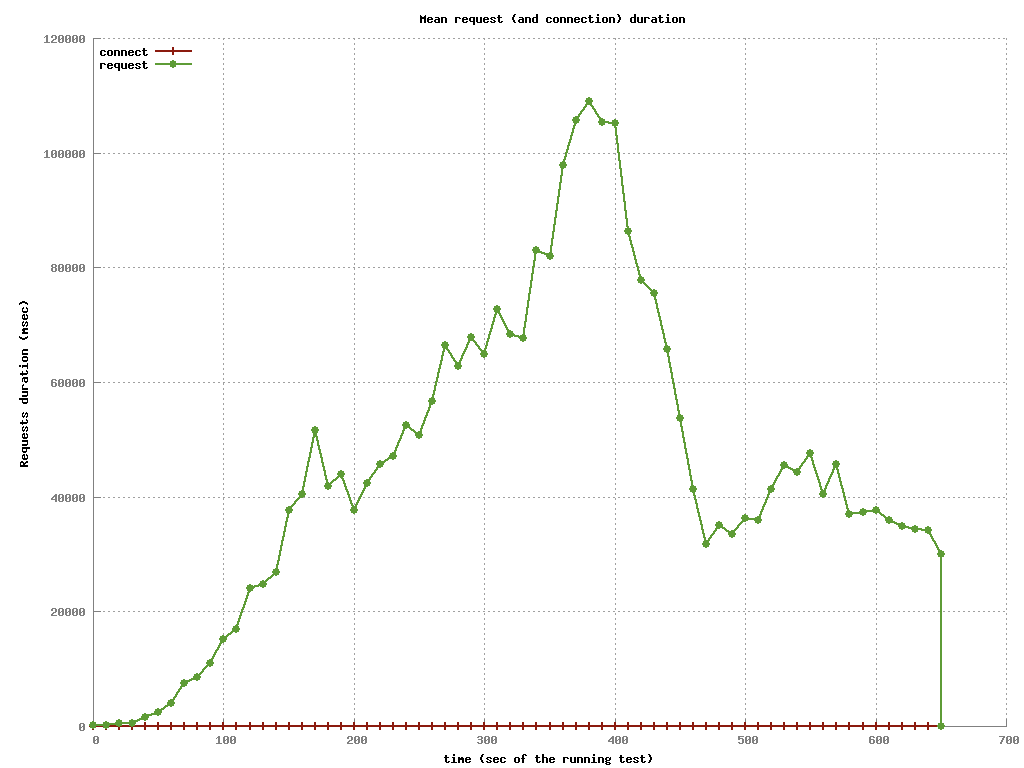 Mean request (and connection) duration
connect
request
120000
100000
80000
60000
40000
20000
0
Requests duration (msec)
0 100 200 300 400 500 600 700
time (sec of the running test)